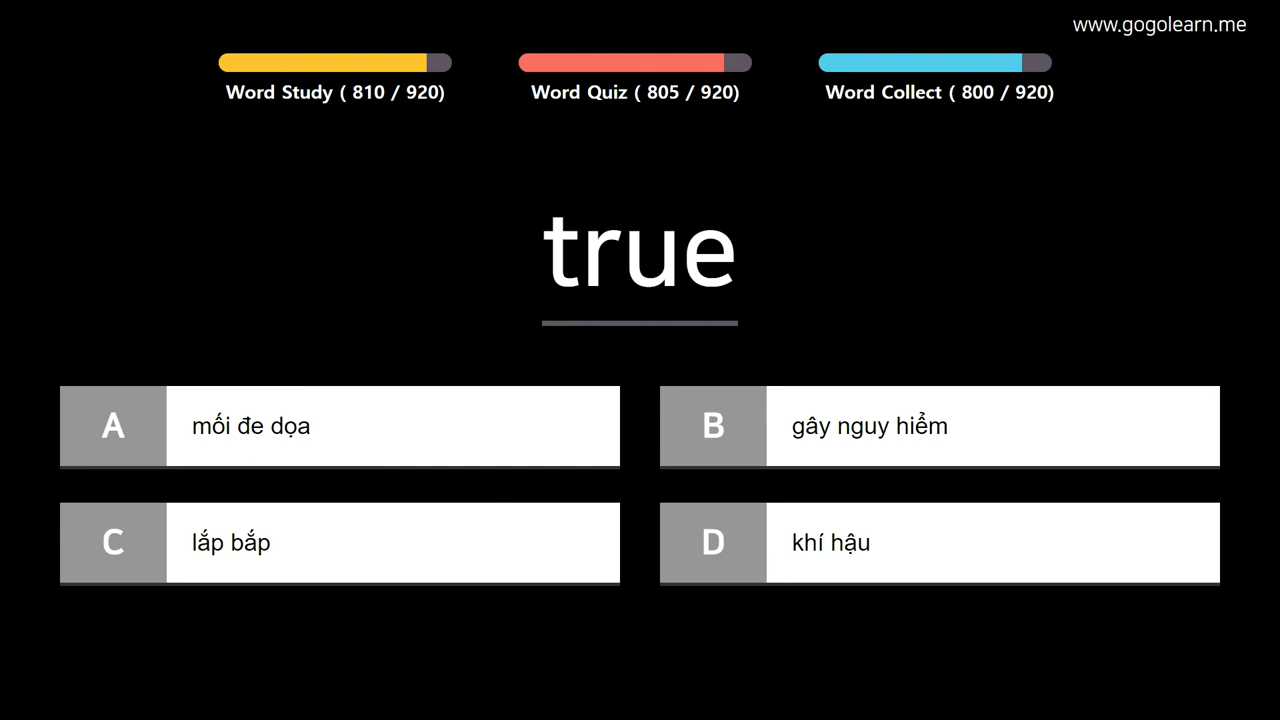 www.gogolearn.me
Word Study ( 810 / 920)
Word Quiz ( 805 / 920)
Word Collect ( 800 / 920)
true
A mối đe dọa
B gây nguy hiểm
C lắp bắp
D khí hậu